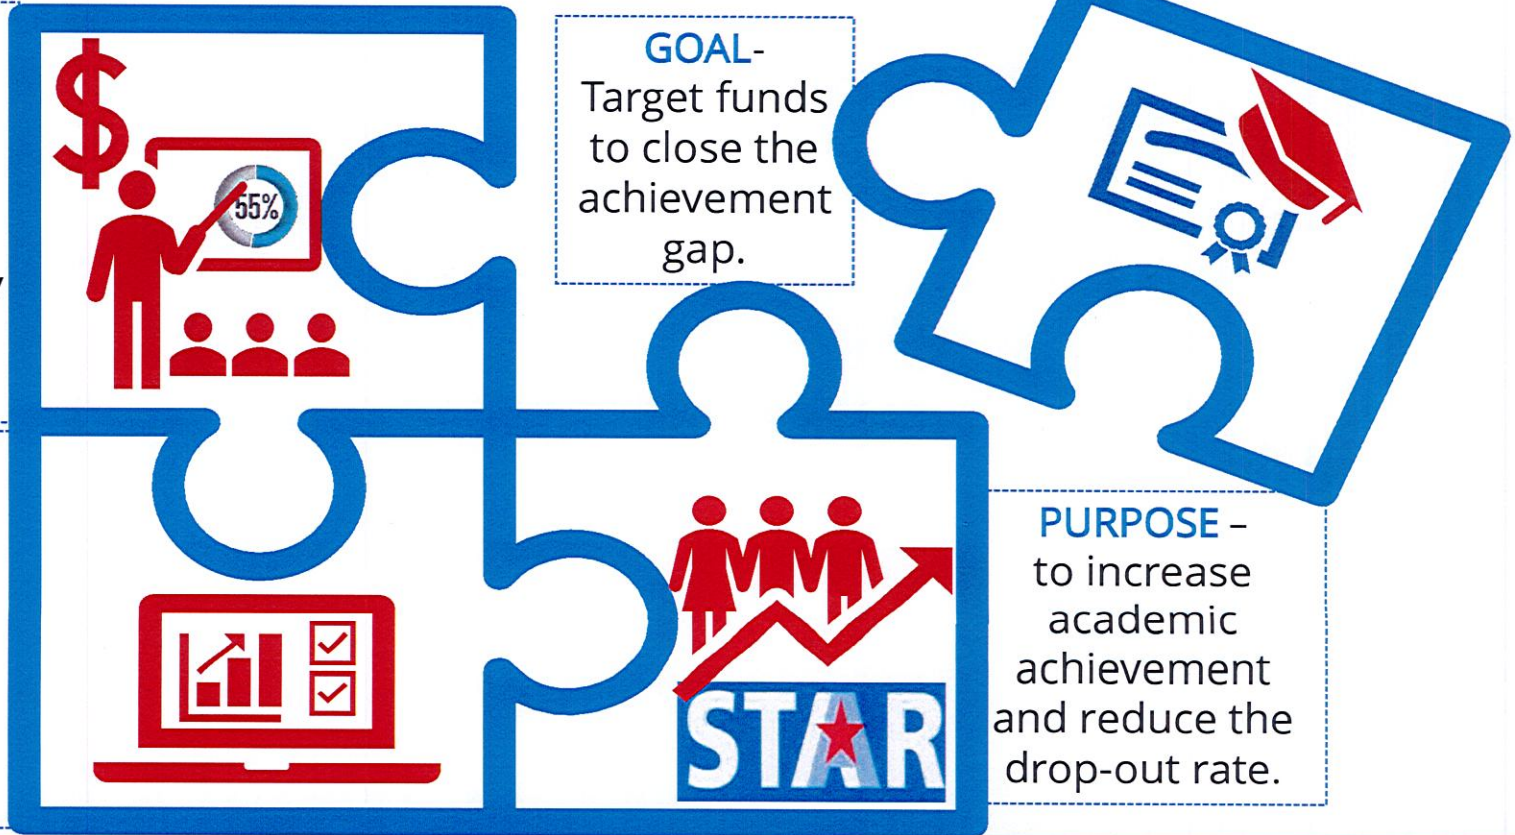 GOAL-
Target funds
to close the
achievement
gap.
$
55%
PURPOSE –
to increase
academic
achievement
and reduce the
drop-out rate.
STAR